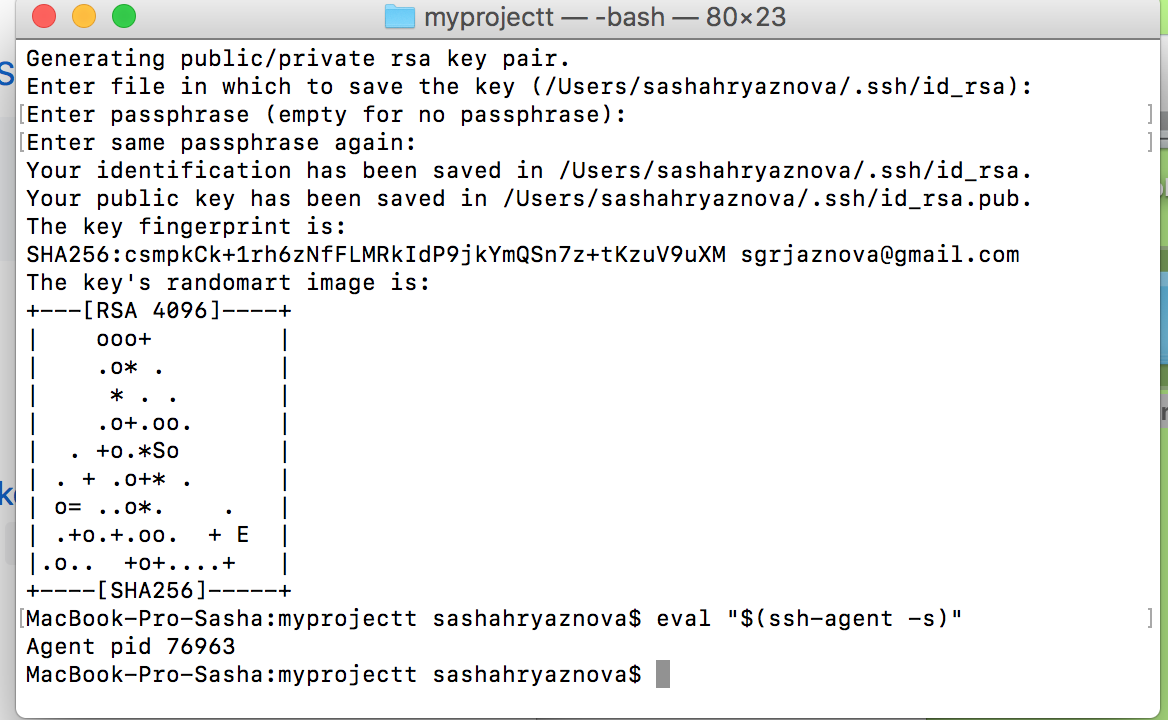 myprojectt — -bash — 80×23
Generating public/private rsa key pair.
Enter file in which to save the key (/Users/sashahryaznova/.ssh/id_rsa):
[Enter passphrase (empty for no passphrase): ]
[Enter same passphrase again: ]
Your identification has been saved in /Users/sashahryaznova/.ssh/id_rsa.
Your public key has been saved in /Users/sashahryaznova/.ssh/id_rsa.pub.
The key fingerprint is:
SHA256:csmpkCk+1rh6zNfFLMRkIdP9jkYmQSn7z+tKzuV9uXM sgrjaznova@gmail.com
The key's randomart image is:
+---[RSA 4096]----+
|    ooo+         |
|    .o* .        |
|     * . .       |
|    .o+.oo.      |
|  . +o.*So       |
| . + .o+* .      |
| o= ..o*.    .   |
| .+o.+.oo.  + E  |
|.o..  +o+....+   |
+----[SHA256]-----+
[MacBook-Pro-Sasha:myprojectt sashahryaznova$ eval "$(ssh-agent -s)" ]
Agent pid 76963
MacBook-Pro-Sasha:myprojectt sashahryaznova$